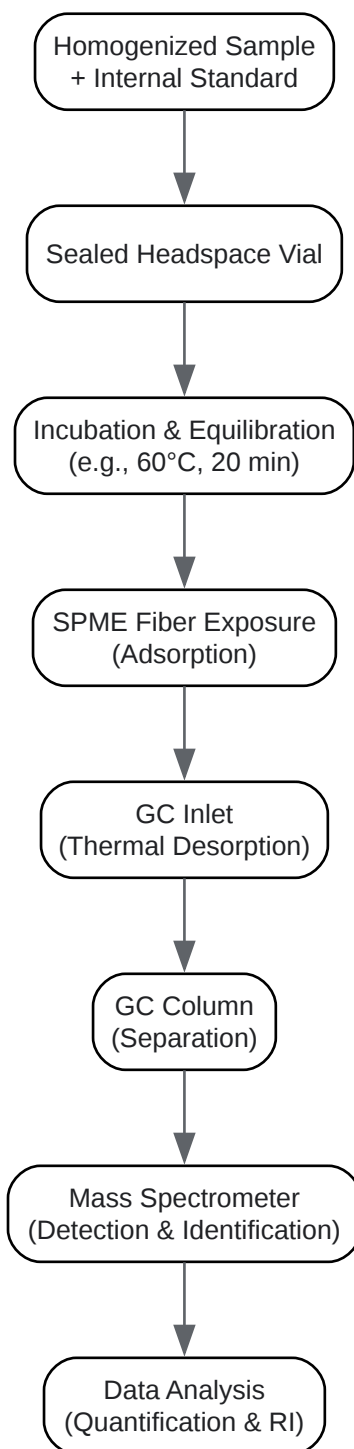 Homogenized Sample
+ Internal Standard
Sealed Headspace Vial
Incubation & Equilibration
(e.g., 60°C, 20 min)
SPME Fiber Exposure
(Adsorption)
GC Inlet
(Thermal Desorption)
GC Column
(Separation)
Mass Spectrometer
(Detection & Identification)
Data Analysis
(Quantification & RI)